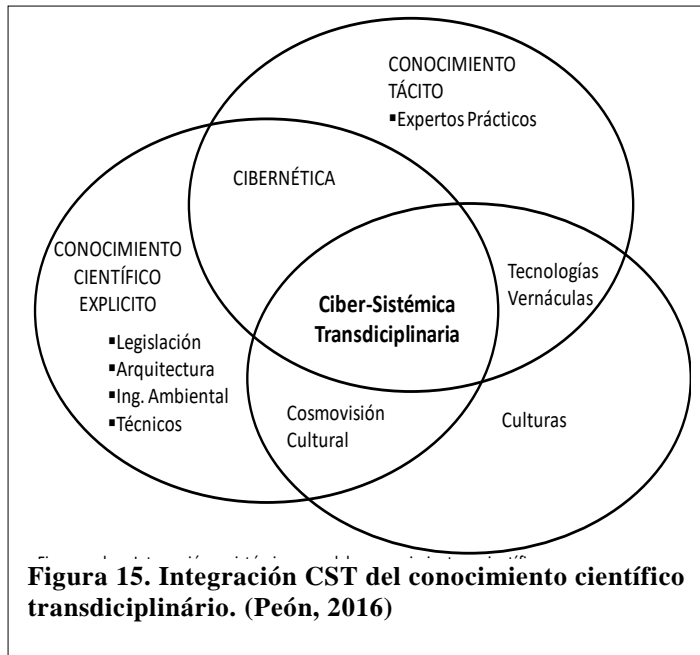 CONOCIMIENTO
TÁCITO
▪Expertos Prácticos
CIBERNÉTICA
CONOCIMIENTO
CIENTÍFICO
EXPLICITO
▪Legislación
▪Arquitectura
▪Ing. Ambiental
▪Técnicos
Ciber-Sistémica
Transdiciplinaria
Tecnologías
Vernáculas
Cosmovisión
Cultural
Culturas
Figura 15. Integración CST del conocimiento científico
transdiciplinário. (Peón, 2016)